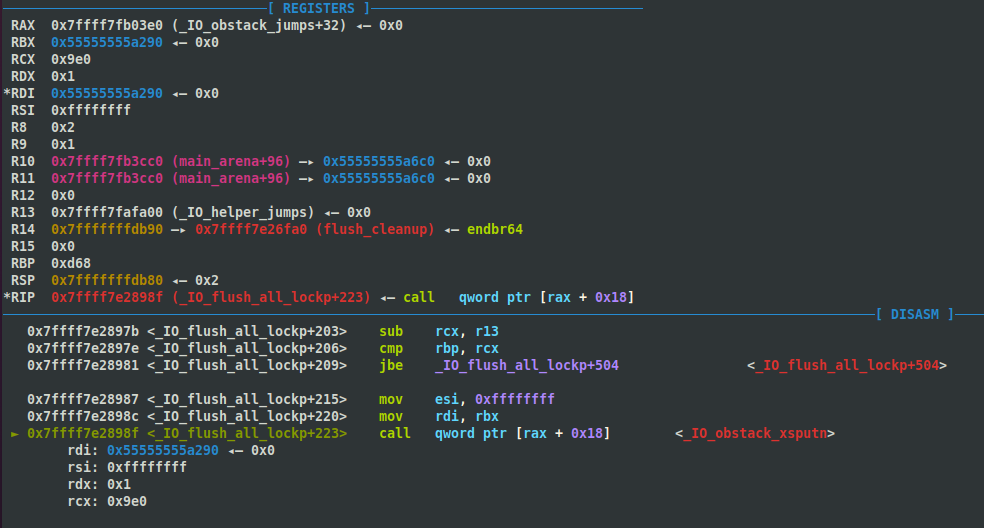 [ REGISTERS ]
RAX 0x7ffff7fb03e0 (_IO_obstack_jumps+32) ◂— 0x0
RBX 0x55555555a290 ◂— 0x0
RCX 0x9e0
RDX 0x1
*RDI 0x55555555a290 ◂— 0x0
RSI 0xffffffff
R8 0x2
R9 0x1
R10 0x7ffff7fb3cc0 (main_arena+96) —▸ 0x55555555a6c0 ◂— 0x0
R11 0x7ffff7fb3cc0 (main_arena+96) —▸ 0x55555555a6c0 ◂— 0x0
R12 0x0
R13 0x7ffff7fafa00 (_IO_helper_jumps) ◂— 0x0
R14 0x7fffffffdb90 —▸ 0x7ffff7e26fa0 (flush_cleanup) ◂— endbr64
R15 0x0
RBP 0xd68
RSP 0x7fffffffdb80 ◂— 0x2
*RIP 0x7ffff7e2898f (_IO_flush_all_lockp+223) ◂— call qword ptr [rax + 0x18]
[ DISASM ]
0x7ffff7e2897b <_IO_flush_all_lockp+203> sub rcx, r13
0x7ffff7e2897e <_IO_flush_all_lockp+206> cmp rbp, rcx
0x7ffff7e28981 <_IO_flush_all_lockp+209> jbe _IO_flush_all_lockp+504 <_IO_flush_all_lockp+504>
0x7ffff7e28987 <_IO_flush_all_lockp+215> mov esi, 0xffffffff
0x7ffff7e2898c <_IO_flush_all_lockp+220> mov rdi, rbx
► 0x7ffff7e2898f <_IO_flush_all_lockp+223> call qword ptr [rax + 0x18] <_IO_obstack_xsputn>
rdi: 0x55555555a290 ◂— 0x0
rsi: 0xffffffff
rdx: 0x1
rcx: 0x9e0